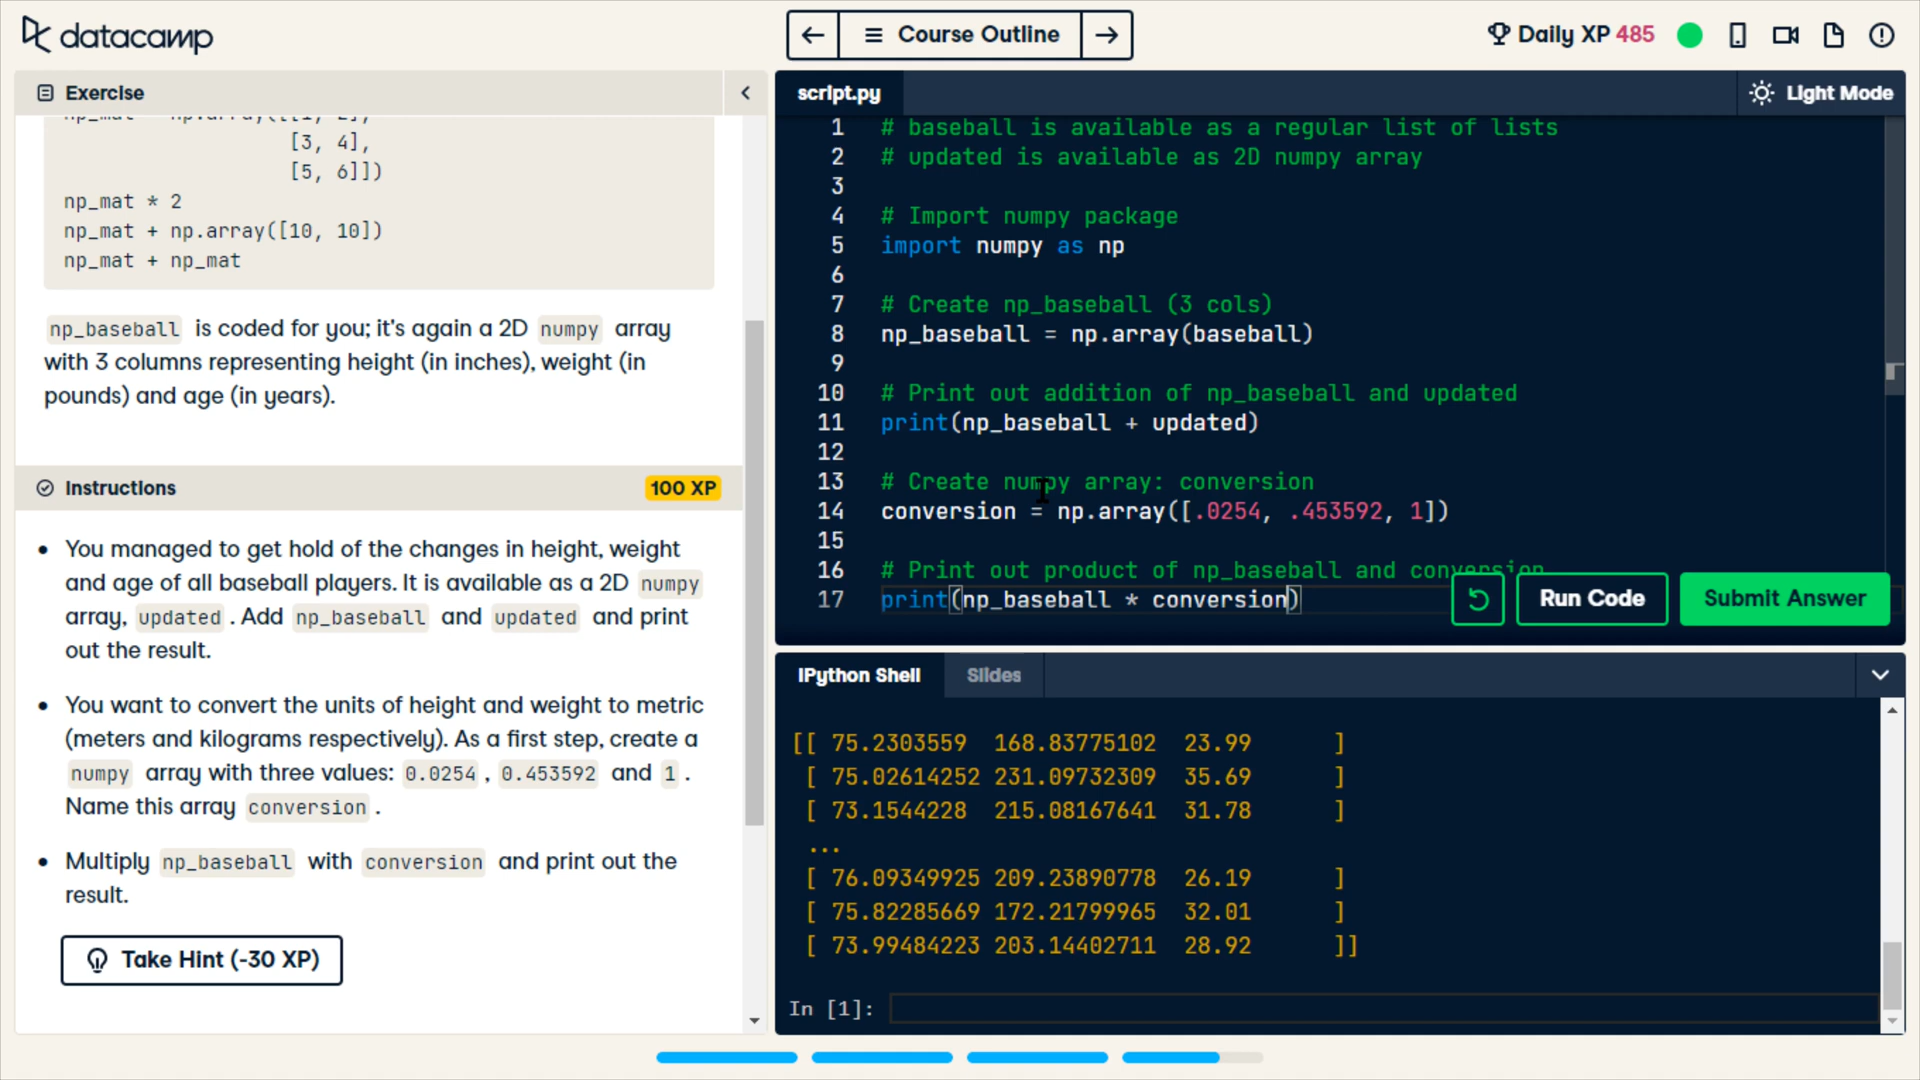 datacamp
Course Outline
Daily XP 485
Exercise
[3, 4],
[5, 6]])
np_mat * 2
np_mat + np.array([10, 10])
np_mat + np_mat
np_baseball is coded for you; it's again a 2D numpy array
with 3 columns representing height (in inches), weight (in
pounds) and age (in years).
Instructions
100 XP
You managed to get hold of the changes in height, weight
and age of all baseball players. It is available as a 2D numpy
array, updated . Add np_baseball and updated and print
out the result.
You want to convert the units of height and weight to metric
(meters and kilograms respectively). As a first step, create a
numpy array with three values: 0.0254 , 0.453592 and 1 .
Name this array conversion .
Multiply np_baseball with conversion and print out the
result.
Take Hint (-30 XP)
script.py
Light Mode
1 # baseball is available as a regular list of lists
2 # updated is available as 2D numpy array
3
4 # Import numpy package
5 import numpy as np
6
7 # Create np_baseball (3 cols)
8 np_baseball = np.array(baseball)
9
10 # Print out addition of np_baseball and updated
11 print(np_baseball + updated)
12
13 # Create numpy array: conversion
14 conversion = np.array([.0254, .453592, 1])
15
16 # Print out product of np_baseball and conversion
17 print(np_baseball * conversion)
Run Code
Submit Answer
IPython Shell
Slides
[[ 75.2303559 168.83775102 23.99 ]
[ 75.02614252 231.09732309 35.69 ]
[ 73.1544228 215.08167641 31.78 ]
...
[ 76.09349925 209.23890778 26.19 ]
[ 75.82285669 172.21799965 32.01 ]
[ 73.99484223 203.14402711 28.92 ]]
In [1]: